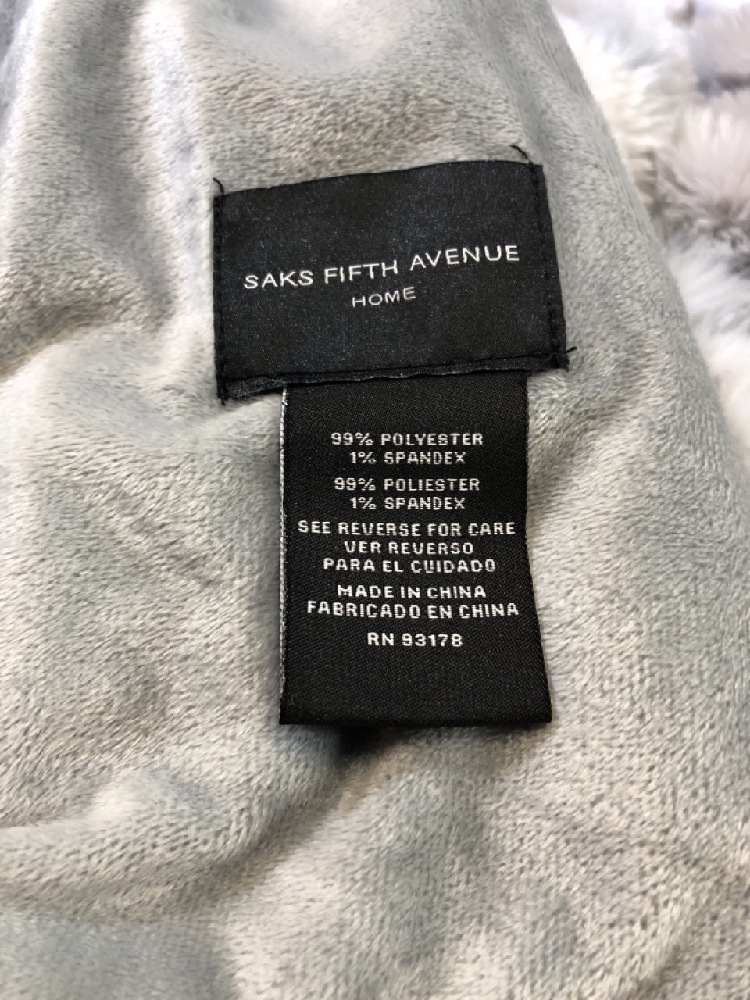 SAKS FIFTH AVENUE
HOME
99% POLYESTER
1% SPANDEX
99% POLIESTER
1% SPANDEX
SEE REVERSE FOR CARE
VER REVERSO
PARA EL CUIDADO
MADE IN CHINA
FABRICADO EN CHINA
RN 93178